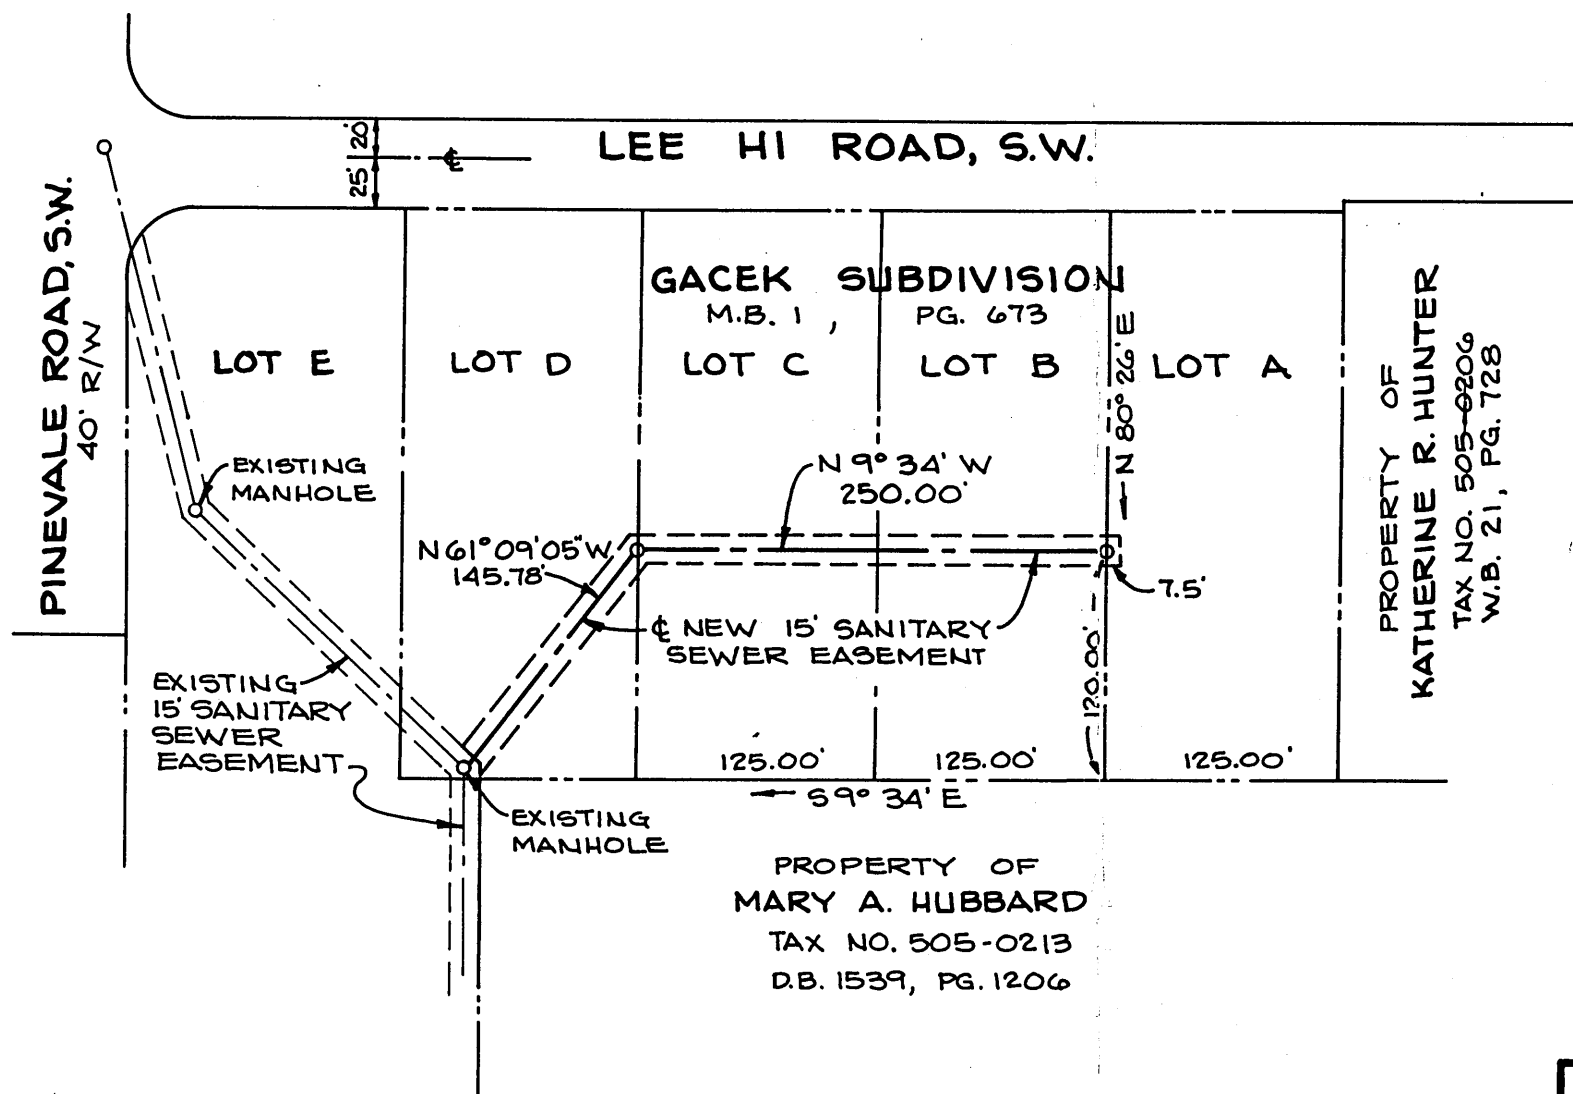 LEE HI ROAD, S.W.
20'
25'
℄
PINEVALE ROAD, S.W.
40' R/W
GACEK SUBDIVISION
M.B. 1 , PG. 673
LOT E
LOT D
LOT C
LOT B
LOT A
N 80° 26' E
PROPERTY OF
KATHERINE R. HUNTER
TAX NO. 505-0206
W.B. 21, PG. 728
EXISTING
MANHOLE
N 9° 34' W
250.00'
N 61° 09' 05" W
145.78'
7.5'
℄ NEW 15' SANITARY
SEWER EASEMENT
120.00'
EXISTING
15' SANITARY
SEWER
EASEMENT
125.00'
125.00'
125.00'
S 9° 34' E
EXISTING
MANHOLE
PROPERTY OF
MARY A. HUBBARD
TAX NO. 505-0213
D.B. 1539, PG. 1206